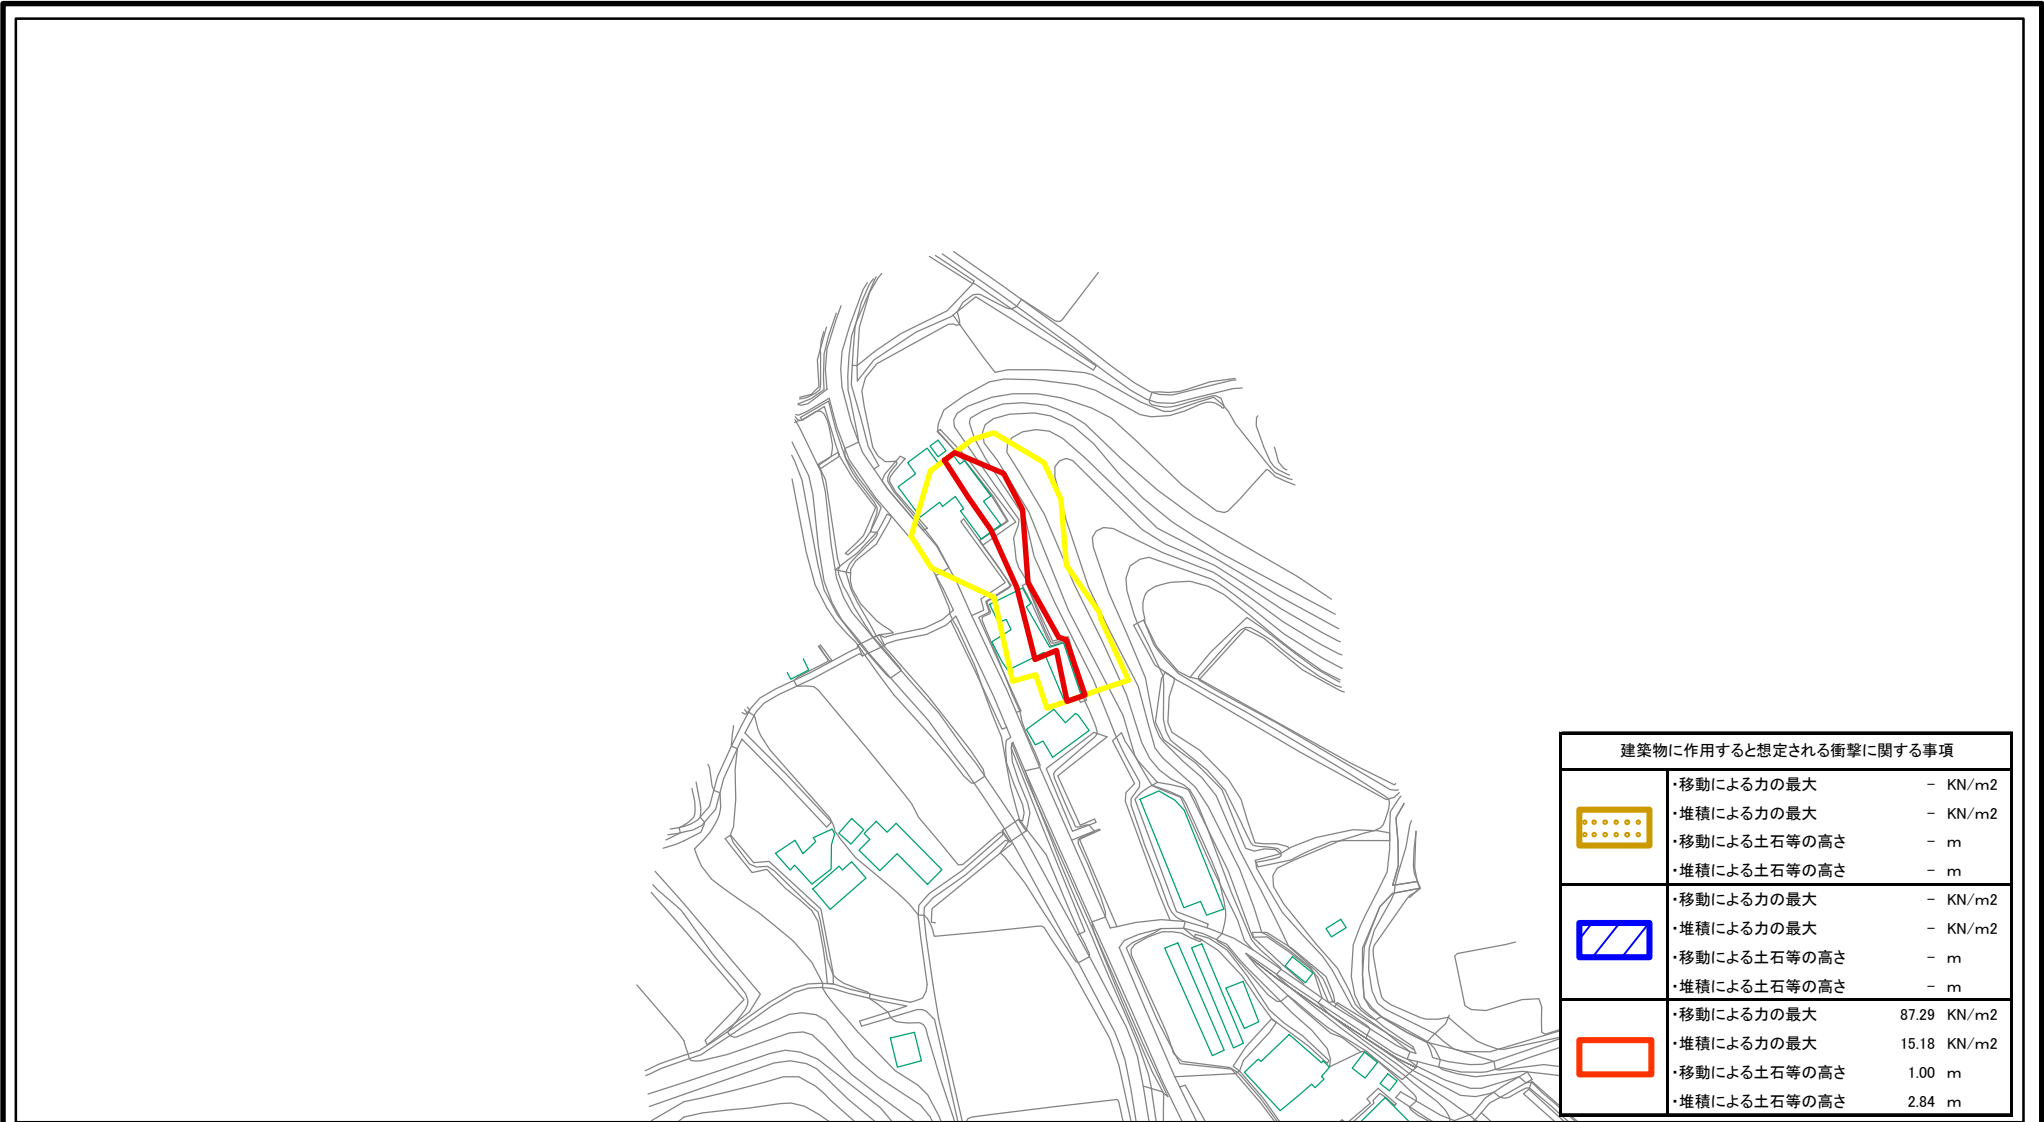 建築物に作用すると想定される衝撃に関する事項
・移動による力の最大 － KN/m2
・堆積による力の最大 － KN/m2
・移動による土石等の高さ － m
・堆積による土石等の高さ － m
・移動による力の最大 － KN/m2
・堆積による力の最大 － KN/m2
・移動による土石等の高さ － m
・堆積による土石等の高さ － m
・移動による力の最大 87.29 KN/m2
・堆積による力の最大 15.18 KN/m2
・移動による土石等の高さ 1.00 m
・堆積による土石等の高さ 2.84 m